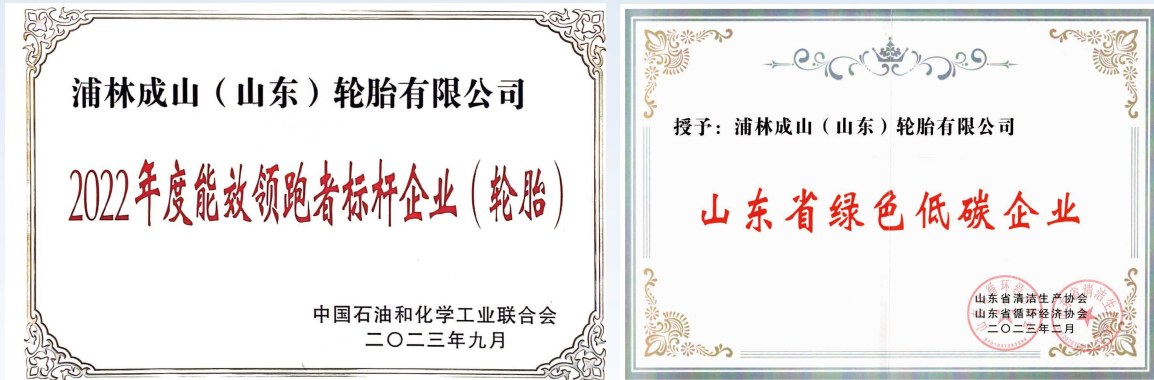 浦林成山（山东）轮胎有限公司
2022年度能效领跑者标杆企业（轮胎）
中国石油和化学工业联合会
二〇二三年九月
授予：浦林成山（山东）轮胎有限公司
山东省绿色低碳企业
山东省清洁生产协会
山东省循环经济协会
二〇二三年二月